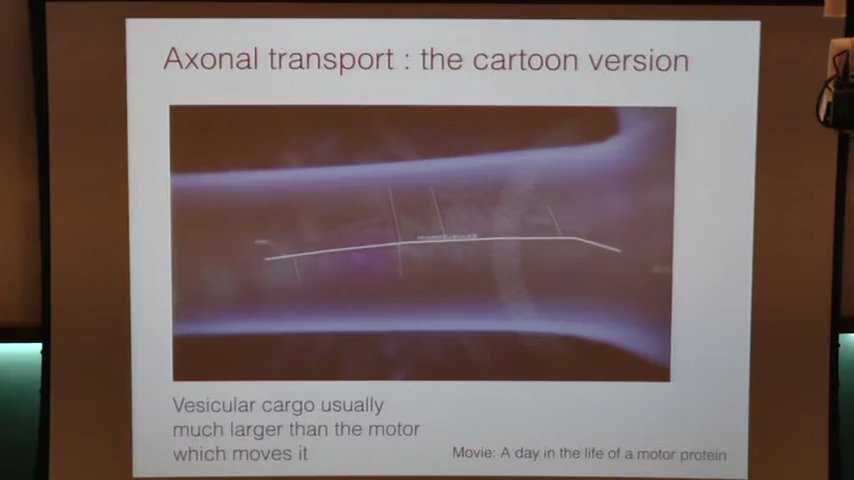 Axonal transport : the cartoon version
MICROTUBULES
Vesicular cargo usually
much larger than the motor
which moves it
Movie: A day in the life of a motor protein